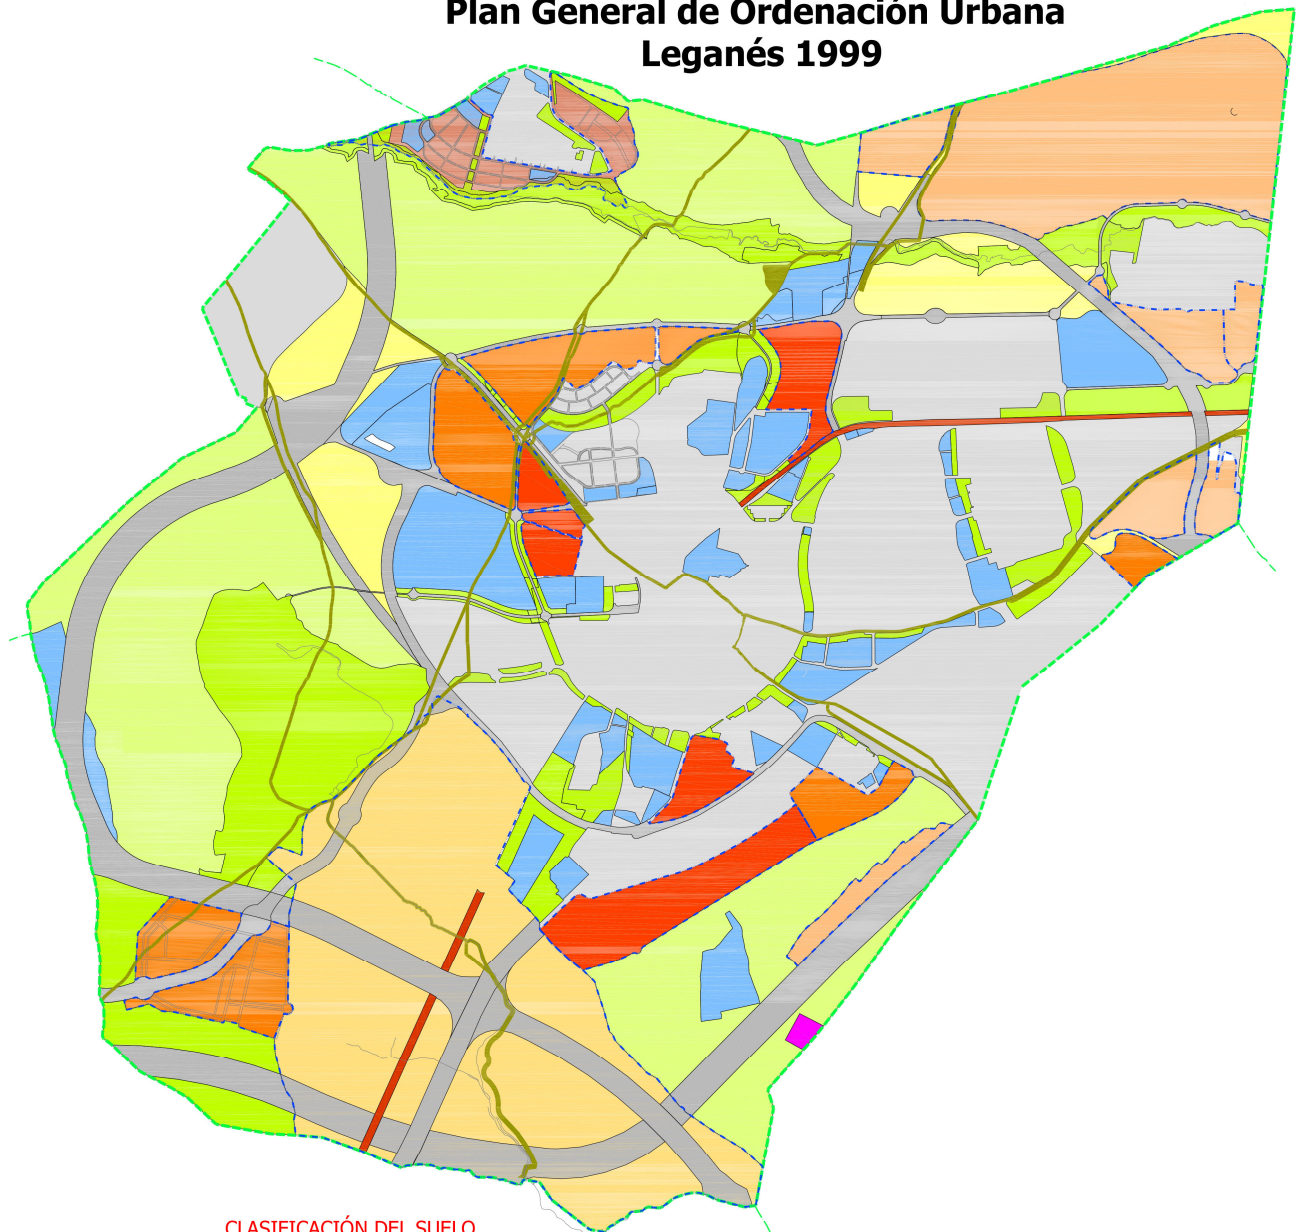 Plan General de Ordenación Urbana
Leganés 1999
CLASIFICACIÓN DEL SUELO